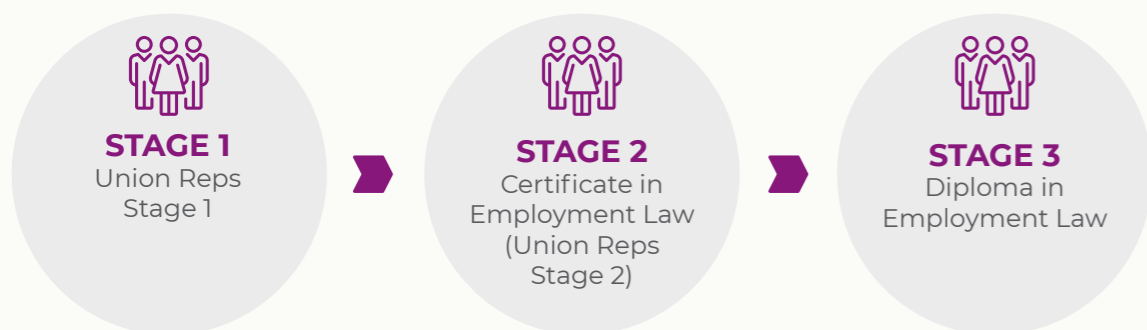 STAGE 1
Union Reps
Stage 1
STAGE 2
Certificate in
Employment Law
(Union Reps
Stage 2)
STAGE 3
Diploma in
Employment Law